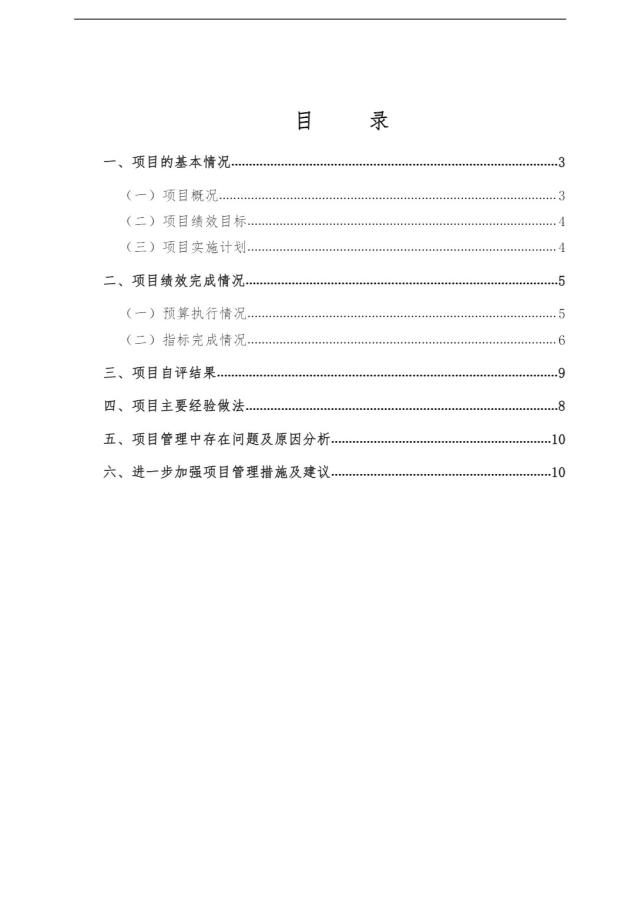 目 录
一、项目的基本情况........................................3
（一）项目概况........................................3
（二）项目绩效目标........................................4
（三）项目实施计划........................................4
二、项目绩效完成情况........................................5
（一）预算执行情况........................................5
（二）指标完成情况........................................6
三、项目自评结果........................................9
四、项目主要经验做法........................................8
五、项目管理中存在问题及原因分析........................................10
六、进一步加强项目管理措施及建议........................................10